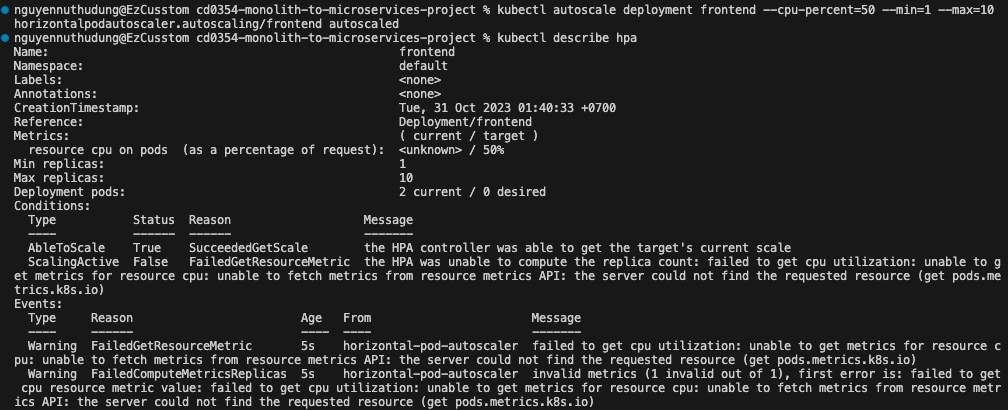 nguyennuthudung@EzCusstom cd0354-monolith-to-microservices-project % kubectl autoscale deployment frontend --cpu-percent=50 --min=1 --max=10
horizontalpodautoscaler.autoscaling/frontend autoscaled
nguyennuthudung@EzCusstom cd0354-monolith-to-microservices-project % kubectl describe hpa
Name: frontend
Namespace: default
Labels: <none>
Annotations: <none>
CreationTimestamp: Tue, 31 Oct 2023 01:40:33 +0700
Reference: Deployment/frontend
Metrics: ( current / target )
resource cpu on pods (as a percentage of request): <unknown> / 50%
Min replicas: 1
Max replicas: 10
Deployment pods: 2 current / 0 desired
Conditions:
Type Status Reason Message
---- ------ ------ -------
AbleToScale True SucceededGetScale the HPA controller was able to get the target's current scale
ScalingActive False FailedGetResourceMetric the HPA was unable to compute the replica count: failed to get cpu utilization: unable to g
et metrics for resource cpu: unable to fetch metrics from resource metrics API: the server could not find the requested resource (get pods.me
trics.k8s.io)
Events:
Type Reason Age From Message
---- ------ ---- ---- -------
Warning FailedGetResourceMetric 5s horizontal-pod-autoscaler failed to get cpu utilization: unable to get metrics for resource c
pu: unable to fetch metrics from resource metrics API: the server could not find the requested resource (get pods.metrics.k8s.io)
Warning FailedComputeMetricsReplicas 5s horizontal-pod-autoscaler invalid metrics (1 invalid out of 1), first error is: failed to get
cpu resource metric value: failed to get cpu utilization: unable to get metrics for resource cpu: unable to fetch metrics from resource metr
ics API: the server could not find the requested resource (get pods.metrics.k8s.io)